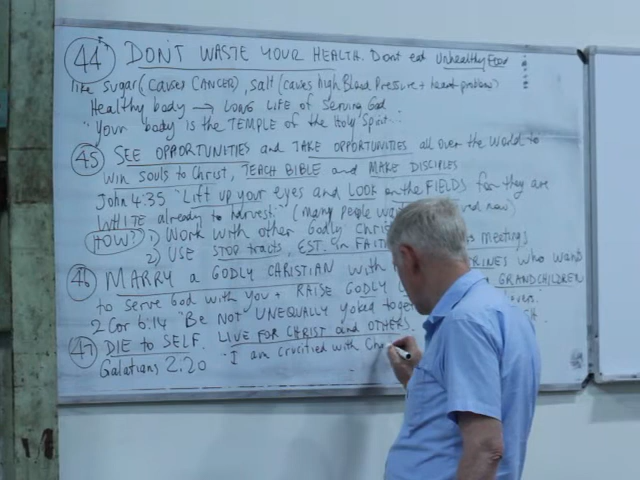 44 DON'T WASTE YOUR HEALTH. Dont eat Unhealthy Food
like sugar (causes CANCER), salt (causes high Blood Pressure + heart problems)
Healthy body → LONG LIFE of Serving God
"Your body is the TEMPLE of the Holy Spirit."
45 SEE OPPORTUNITIES and TAKE OPPORTUNITIES all over the World to
win souls to Christ, TEACH BIBLE and MAKE DISCIPLES
John 4:35 "Lift up your eyes and LOOK on the FIELDS for they are
WHITE already to harvest." (Many people now)
HOW? 1) Work with other Godly meetings
2) USE STOP tracts, EST. in FAITH
46 MARRY a GODLY CHRISTIAN with who want
to serve God with you + RAISE GODLY GRANDCHILDREN
2 Cor 6:14 "Be NOT UNEQUALLY Yoked
47 DIE to SELF. LIVE FOR CHRIST and OTHERS.
Galatians 2.20 "I am crucified with